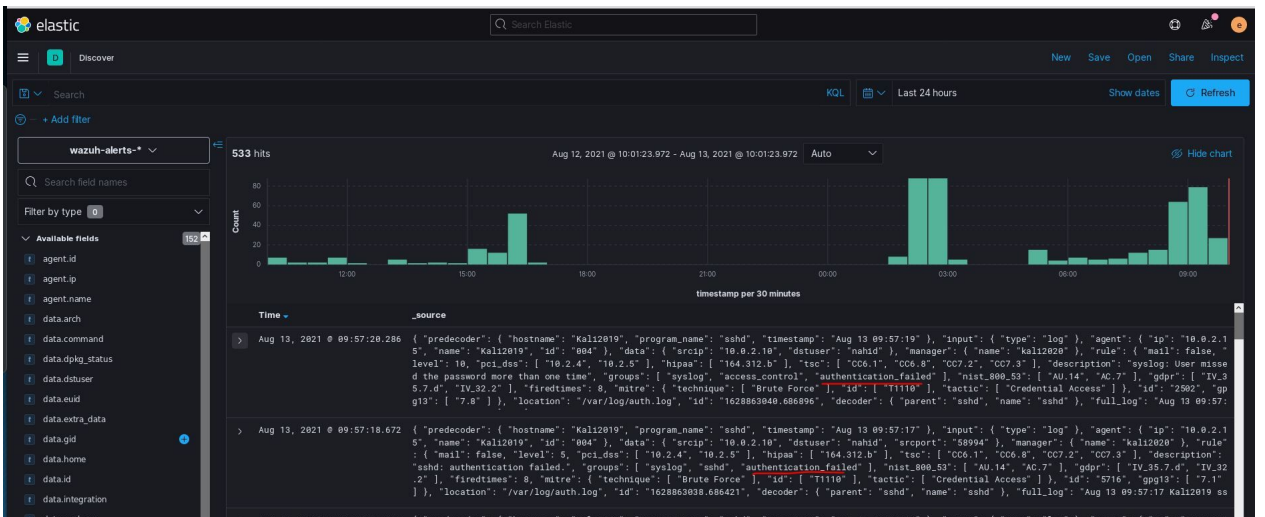 elastic
Search Elastic
e
D Discover
New Save Open Share Inspect
Search
KQL
Last 24 hours
Show dates
Refresh
+ Add filter
wazuh-alerts-*
533 hits
Aug 12, 2021 @ 10:01:23.972 - Aug 13, 2021 @ 10:01:23.972
Auto
Hide chart
Search field names
Filter by type 0
Available fields 152
t agent.id
t agent.ip
t agent.name
t data.arch
t data.command
t data.dpkg_status
t data.dstuser
t data.euid
t data.extra_data
t data.gid
t data.home
t data.id
t data.integration
Count
80
60
40
20
0
12:00 15:00 18:00 21:00 00:00 03:00 06:00 09:00
timestamp per 30 minutes
Time _source
Aug 13, 2021 @ 09:57:20.286 { "predecoder": { "hostname": "Kali2019", "program_name": "sshd", "timestamp": "Aug 13 09:57:19" }, "input": { "type": "log" }, "agent": { "ip": "10.0.2.1
5", "name": "Kali2019", "id": "004" }, "data": { "srcip": "10.0.2.10", "dstuser": "nahid" }, "manager": { "name": "kali2020" }, "rule": { "mail": false, "
level": 10, "pci_dss": [ "10.2.4", "10.2.5" ], "hipaa": [ "164.312.b" ], "tsc": [ "CC6.1", "CC6.8", "CC7.2", "CC7.3" ], "description": "syslog: User misse
d the password more than one time", "groups": [ "syslog", "access_control", "authentication_failed" ], "nist_800_53": [ "AU.14", "AC.7" ], "gdpr": [ "IV_3
5.7.d", "IV_32.2" ], "firedtimes": 8, "mitre": { "technique": [ "Brute Force" ], "id": [ "T1110" ], "tactic": [ "Credential Access" ] }, "id": "2502", "gp
g13": [ "7.8" ] }, "location": "/var/log/auth.log", "id": "1628863040.686896", "decoder": { "parent": "sshd", "name": "sshd" }, "full_log": "Aug 13 09:57:
Aug 13, 2021 @ 09:57:18.672 { "predecoder": { "hostname": "Kali2019", "program_name": "sshd", "timestamp": "Aug 13 09:57:17" }, "input": { "type": "log" }, "agent": { "ip": "10.0.2.1
5", "name": "Kali2019", "id": "004" }, "data": { "srcip": "10.0.2.10", "dstuser": "nahid", "srcport": "58994" }, "manager": { "name": "kali2020" }, "rule"
: { "mail": false, "level": 5, "pci_dss": [ "10.2.4", "10.2.5" ], "hipaa": [ "164.312.b" ], "tsc": [ "CC6.1", "CC6.8", "CC7.2", "CC7.3" ], "description":
"sshd: authentication failed.", "groups": [ "syslog", "sshd", "authentication_failed" ], "nist_800_53": [ "AU.14", "AC.7" ], "gdpr": [ "IV_35.7.d", "IV_32
.2" ], "firedtimes": 8, "mitre": { "technique": [ "Brute Force" ], "id": [ "T1110" ], "tactic": [ "Credential Access" ] }, "id": "5716", "gpg13": [ "7.1"
] }, "location": "/var/log/auth.log", "id": "1628863038.686421", "decoder": { "parent": "sshd", "name": "sshd" }, "full_log": "Aug 13 09:57:17 Kali2019 ss